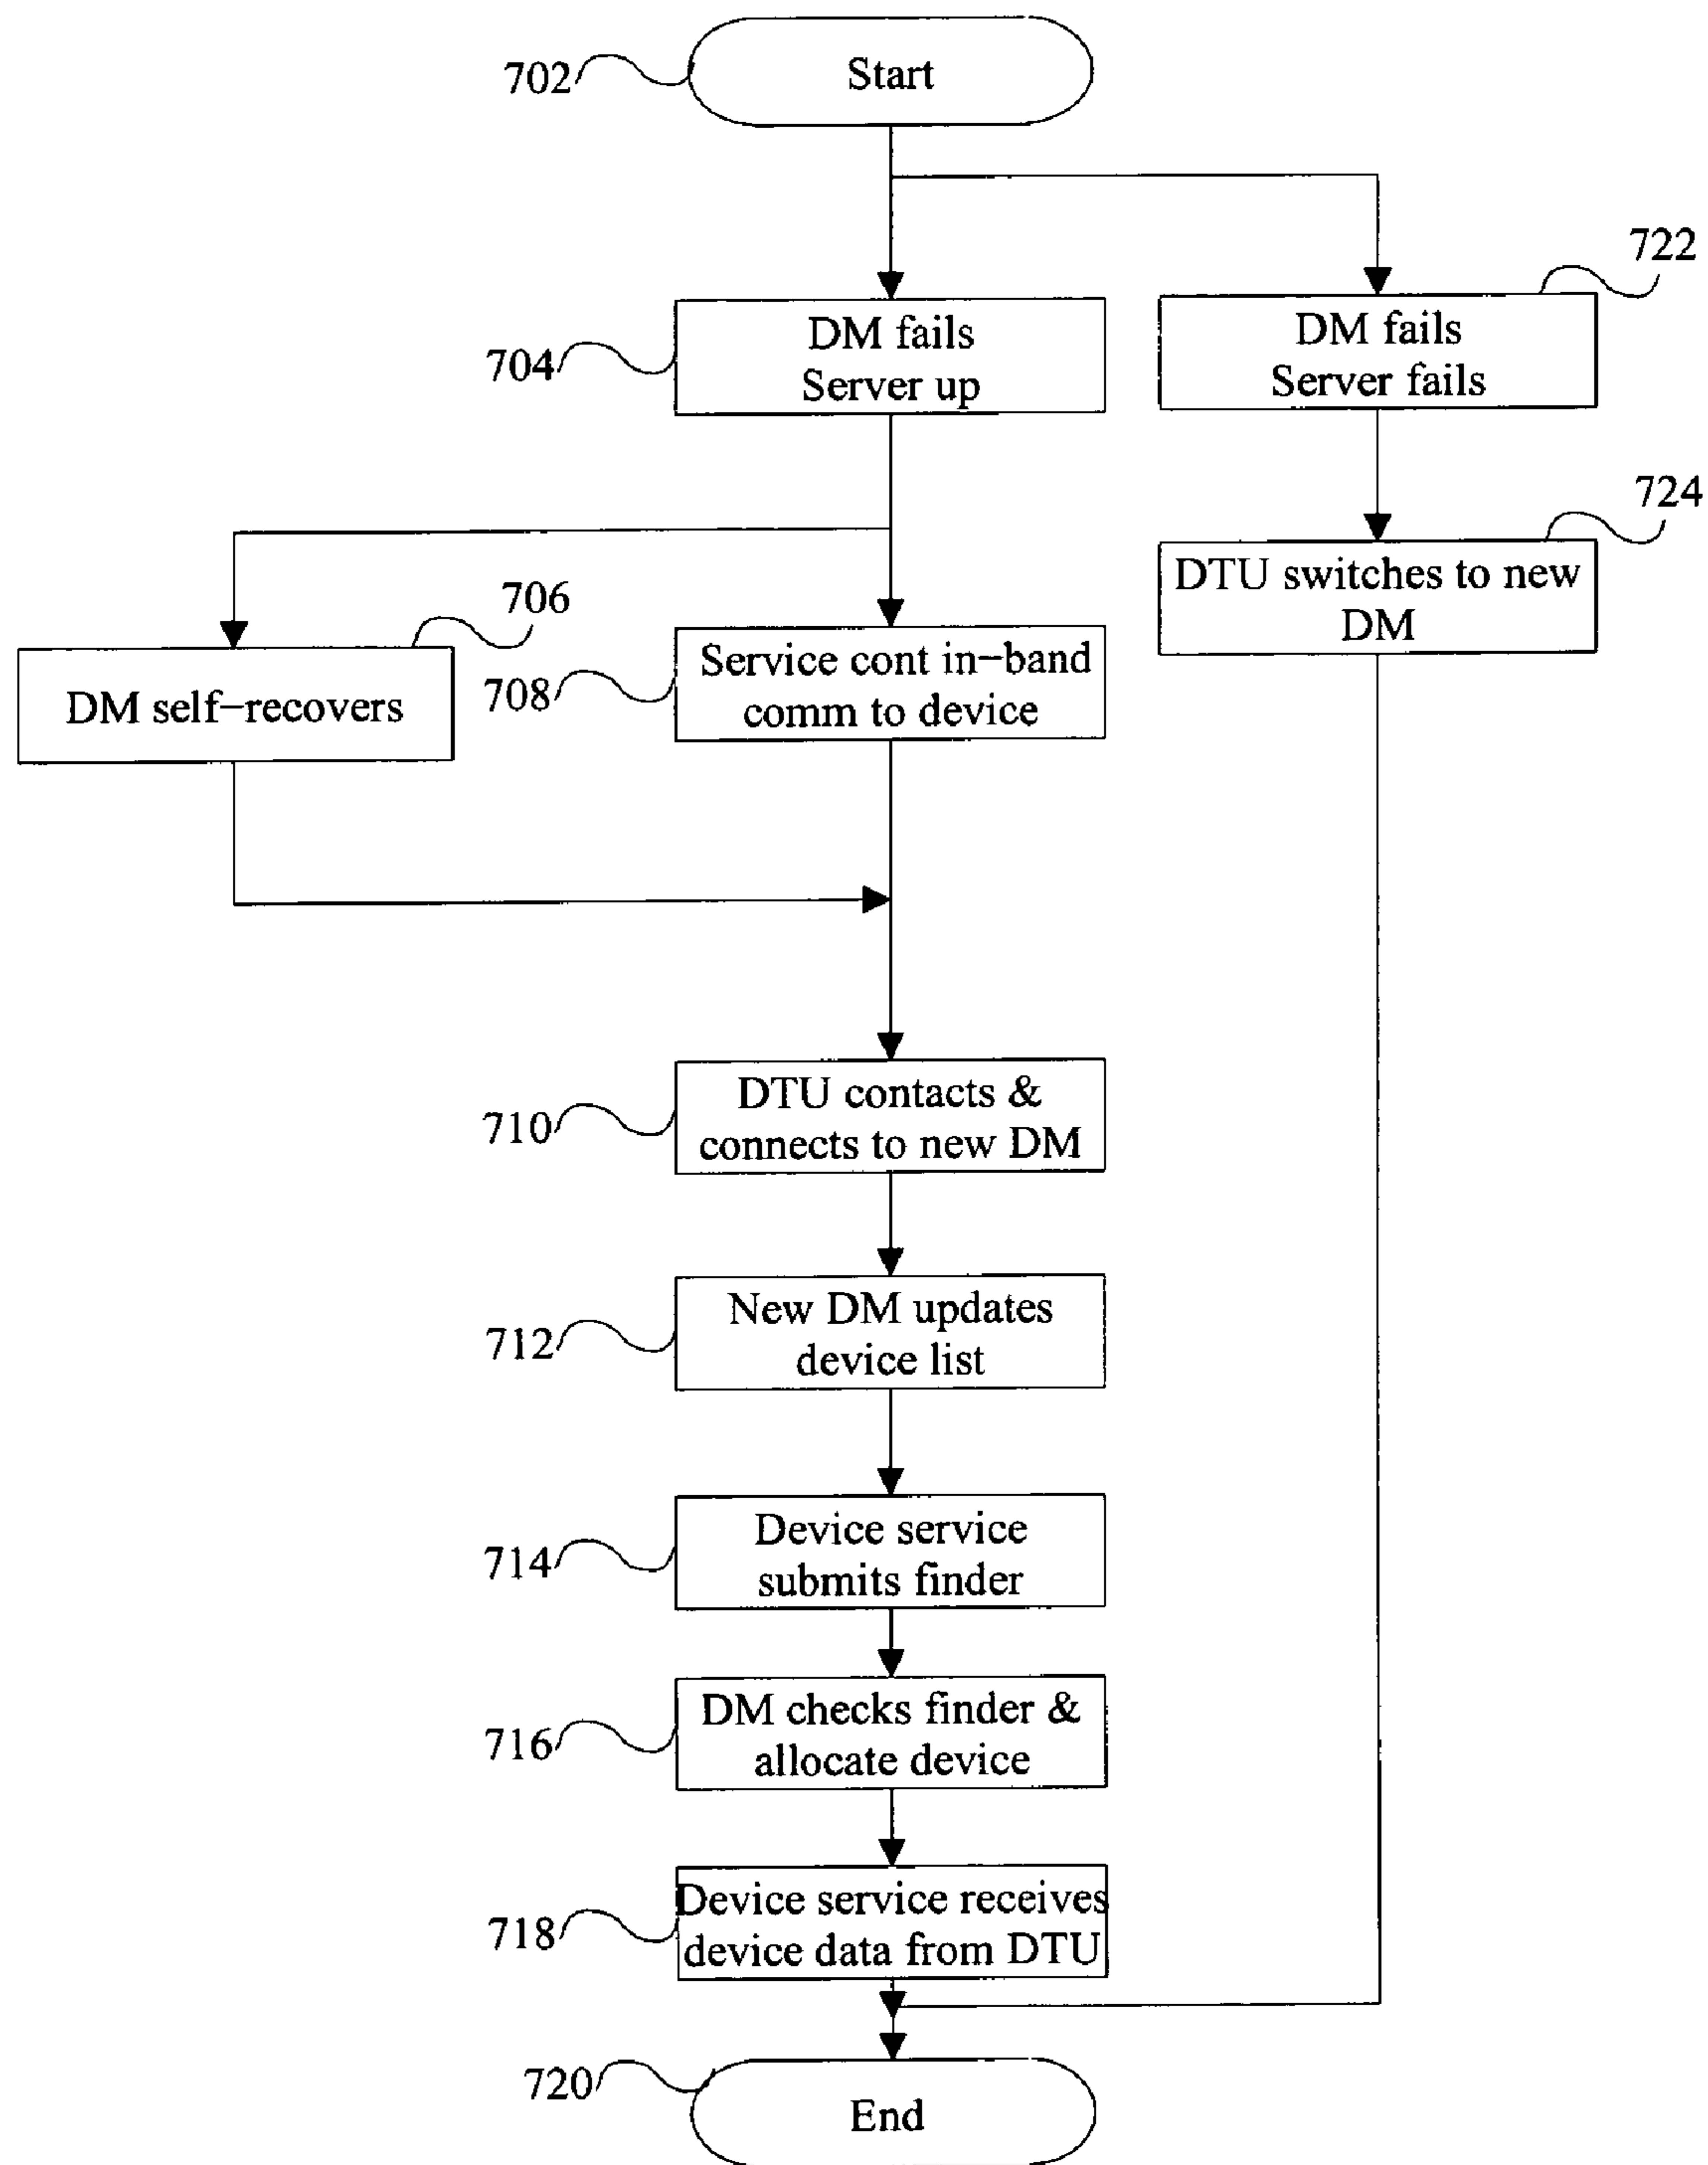 702
Start
722
704
DM fails
Server up
DM fails
Server fails
724
706
DTU switches to new
DM
DM self-recovers
708
Service cont in-band
comm to device
710
DTU contacts &
connects to new DM
712
New DM updates
device list
714
Device service
submits finder
716
DM checks finder &
allocate device
718
Device service receives
device data from DTU
720
End